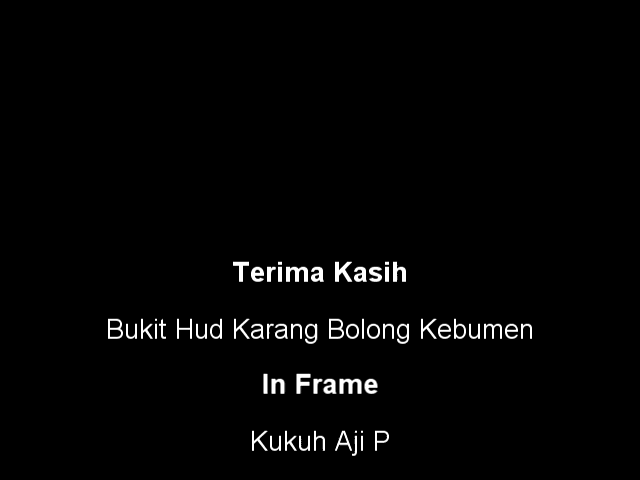 Terima Kasih
Bukit Hud Karang Bolong Kebumen
In Frame
Kukuh Aji P